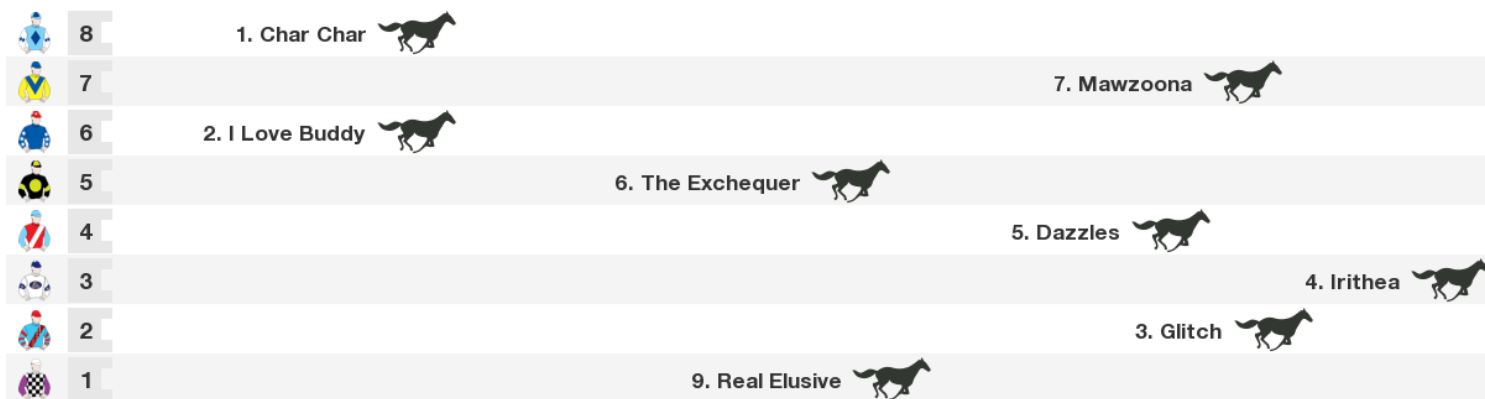 8 1. Char Char
7 7. Mawzoona
6 2. I Love Buddy
5 6. The Exchequer
4 5. Dazzles
3 4. Irithea
2 3. Glitch
1 9. Real Elusive